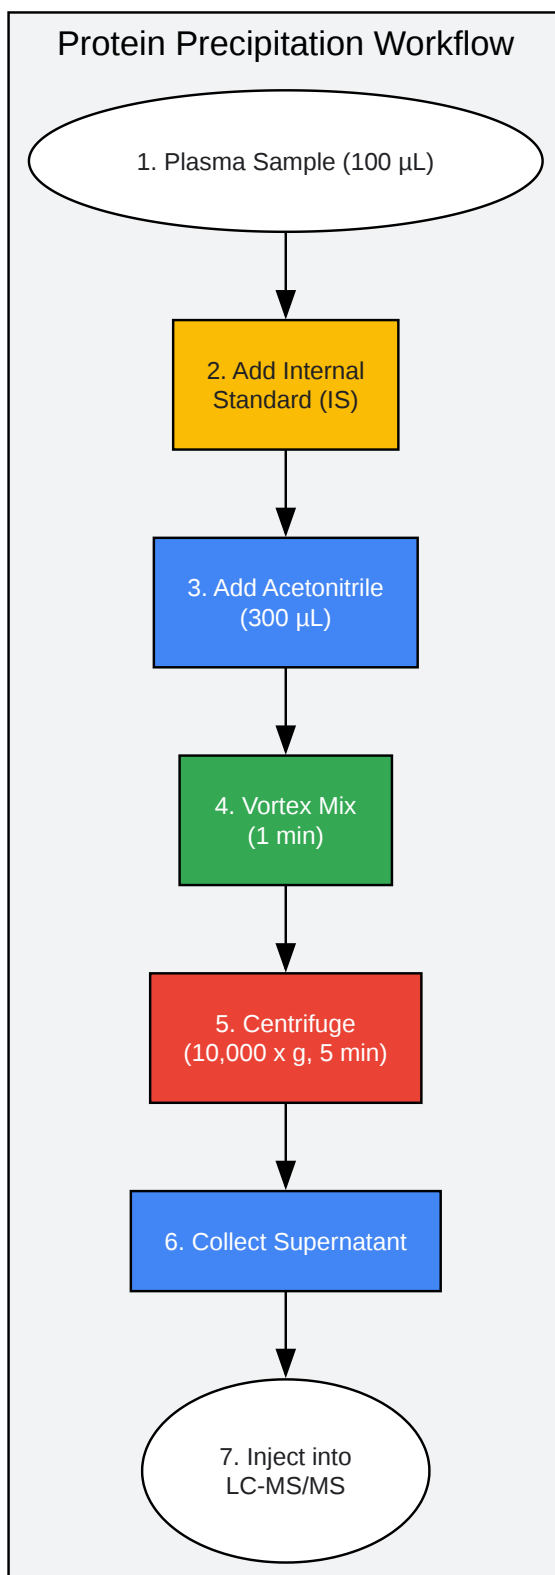 Protein Precipitation Workflow
1. Plasma Sample (100 µL)
2. Add Internal
Standard (IS)
3. Add Acetonitrile
(300 µL)
4. Vortex Mix
(1 min)
5. Centrifuge
(10,000 x g, 5 min)
6. Collect Supernatant
7. Inject into
LC-MS/MS